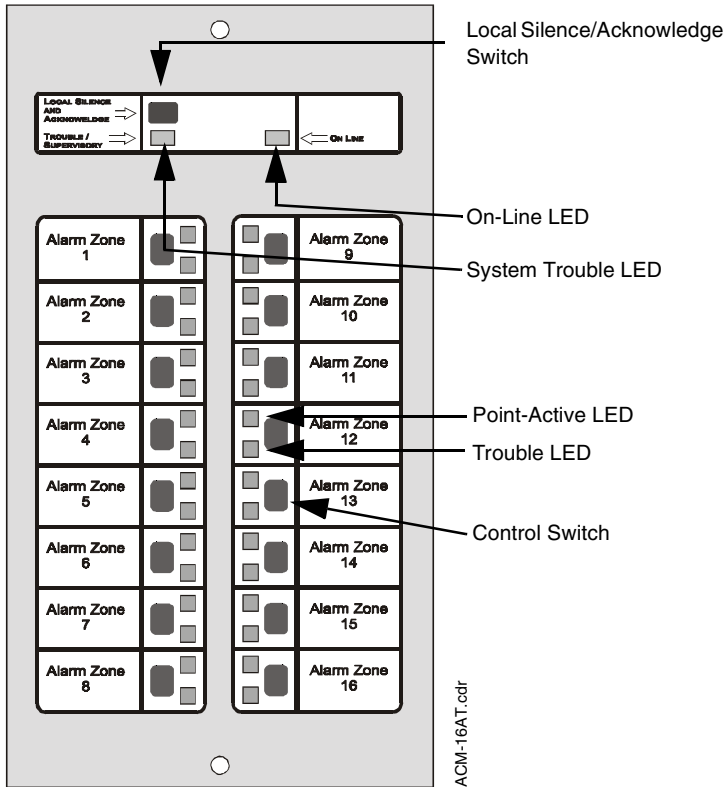 Local Silence/Acknowledge
Switch
LOCAL SILENCE
AND
ACKNOWELDGE
TROUBLE /
SUPERVISORY
ON LINE
On-Line LED
System Trouble LED
Alarm Zone
1
Alarm Zone
2
Alarm Zone
3
Alarm Zone
4
Alarm Zone
5
Alarm Zone
6
Alarm Zone
7
Alarm Zone
8
Alarm Zone
9
Alarm Zone
10
Alarm Zone
11
Alarm Zone
12
Alarm Zone
13
Alarm Zone
14
Alarm Zone
15
Alarm Zone
16
Point-Active LED
Trouble LED
Control Switch
ACM-16AT.cdr